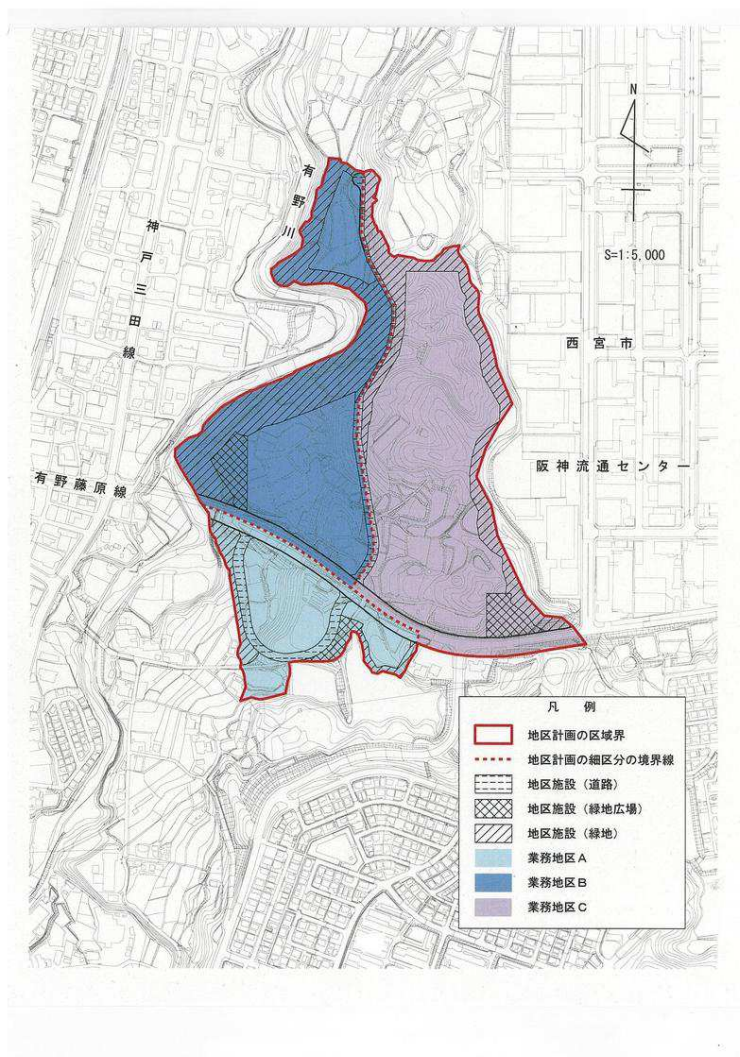 N
S=1:5,000
有野川
神戸三田線
西宮市
阪神流通センター
有野藤原線
凡 例
地区計画の区域界
地区計画の細区分の境界線
地区施設（道路）
地区施設（緑地広場）
地区施設（緑地）
業務地区A
業務地区B
業務地区C